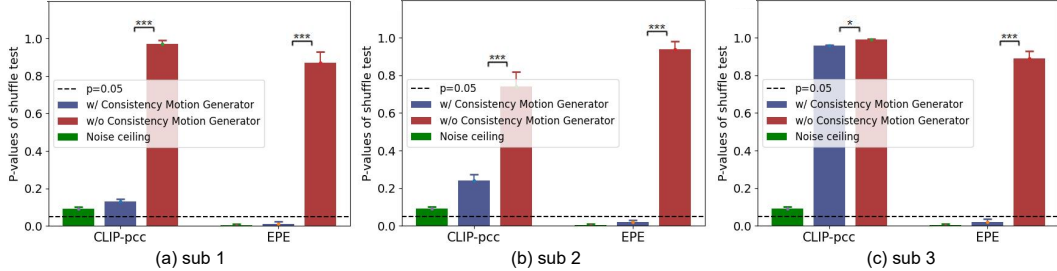 P-values of shuffle test
1.0
0.8
0.6
0.4
0.2
0.0
***
***
p=0.05
w/ Consistency Motion Generator
w/o Consistency Motion Generator
Noise ceiling
CLIP-pcc EPE
(a) sub 1
P-values of shuffle test
1.0
0.8
0.6
0.4
0.2
0.0
***
***
p=0.05
w/ Consistency Motion Generator
w/o Consistency Motion Generator
Noise ceiling
CLIP-pcc EPE
(b) sub 2
P-values of shuffle test
1.0
0.8
0.6
0.4
0.2
0.0
*
***
p=0.05
w/ Consistency Motion Generator
w/o Consistency Motion Generator
Noise ceiling
CLIP-pcc EPE
(c) sub 3